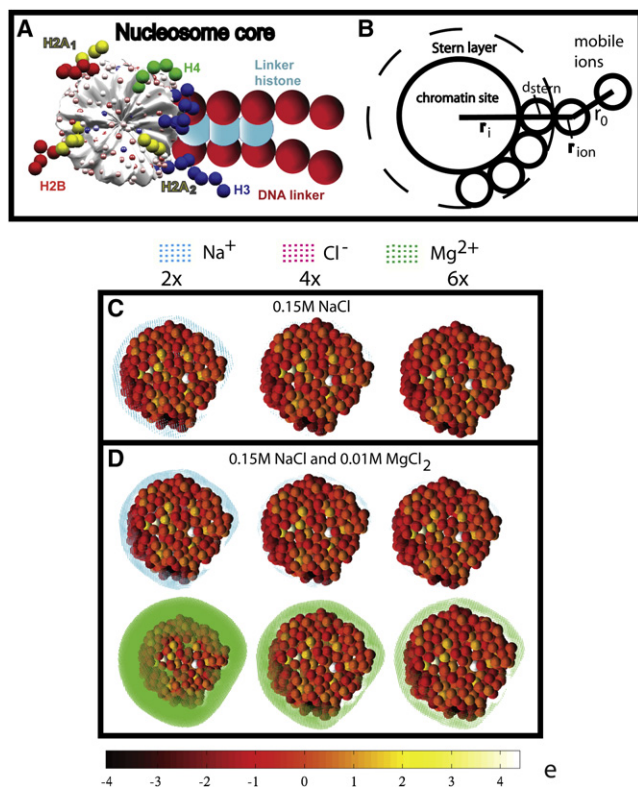 A
Nucleosome core
H2A1
H4
Linker
histone
H2B
H2A2
H3
DNA linker
B
Stern layer
mobile
ions
chromatin site
dstern
ri
rion
r0
Na+ Cl- Mg2+
2x 4x 6x
C
0.15M NaCl
D
0.15M NaCl and 0.01M MgCl2
-4 -3 -2 -1 0 1 2 3 4
e